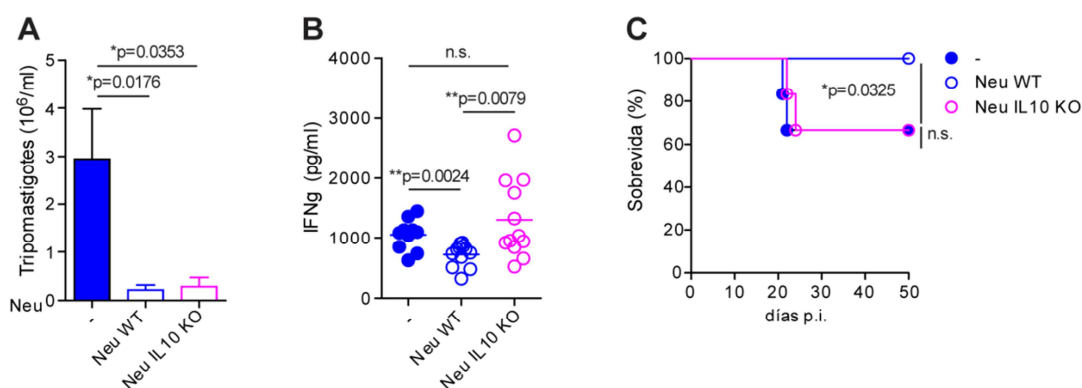 A
Tripomastigotes (10⁶/ml)
5
4
3
2
1
0
*p=0.0353
*p=0.0176
Neu
-
Neu WT
Neu IL10 KO
B
IFNg (pg/ml)
4000
3000
2000
1000
0
n.s.
**p=0.0079
**p=0.0024
-
Neu WT
Neu IL10 KO
C
Sobrevida (%)
100
80
60
40
20
0
*p=0.0325
n.s.
0 10 20 30 40 50
días p.i.
-
Neu WT
Neu IL10 KO